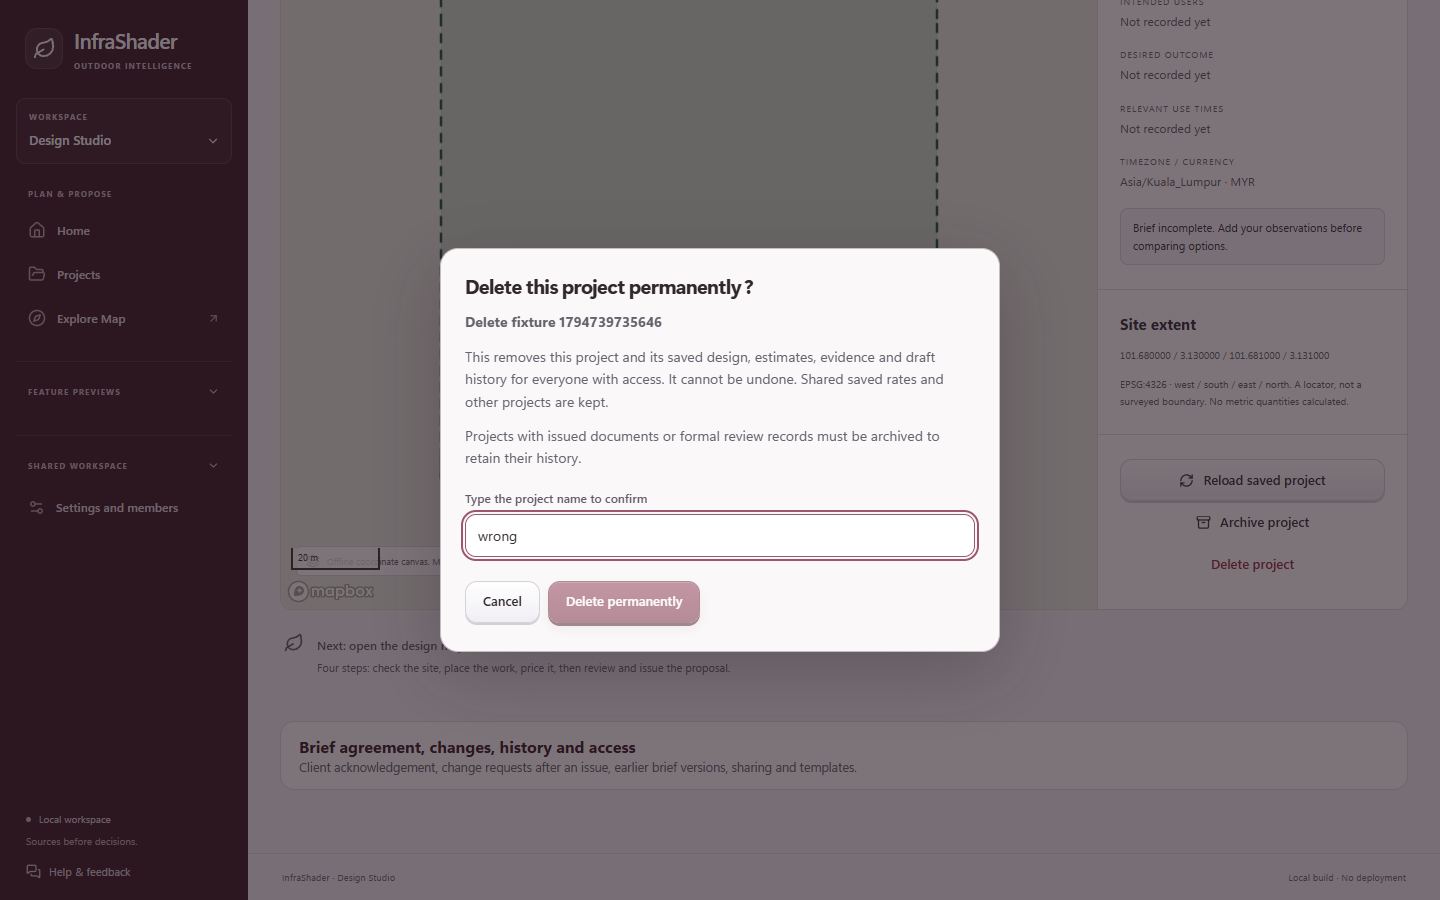 InfraShader
OUTDOOR INTELLIGENCE
WORKSPACE
Design Studio
PLAN & PROPOSE
Home
Projects
Explore Map
FEATURE PREVIEWS
SHARED WORKSPACE
Settings and members
Local workspace
Sources before decisions.
Help & feedback
20 m
Offline coordinate canvas. M
mapbox
INTENDED USERS
Not recorded yet
DESIRED OUTCOME
Not recorded yet
RELEVANT USE TIMES
Not recorded yet
TIMEZONE / CURRENCY
Asia/Kuala_Lumpur · MYR
Brief incomplete. Add your observations before
comparing options.
Site extent
101.680000 / 3.130000 / 101.681000 / 3.131000
EPSG:4326 · west / south / east / north. A locator, not a
surveyed boundary. No metric quantities calculated.
Reload saved project
Archive project
Delete project
Delete this project permanently?
Delete fixture 1794739735646
This removes this project and its saved design, estimates, evidence and draft
history for everyone with access. It cannot be undone. Shared saved rates and
other projects are kept.
Projects with issued documents or formal review records must be archived to
retain their history.
Type the project name to confirm
wrong
Cancel
Delete permanently
Next: open the design
Four steps: check the site, place the work, price it, then review and issue the proposal.
Brief agreement, changes, history and access
Client acknowledgement, change requests after an issue, earlier brief versions, sharing and templates.
InfraShader · Design Studio
Local build · No deployment